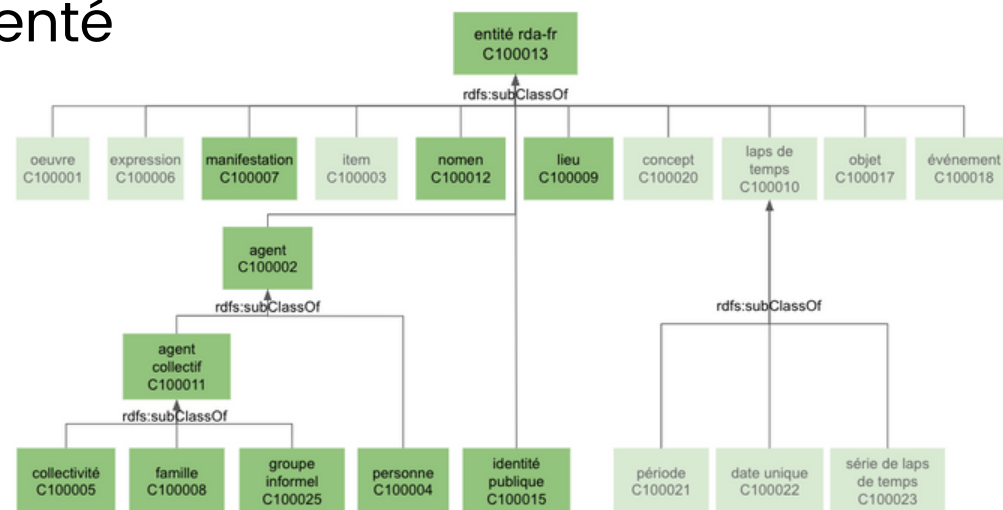 enté
entité rda-fr
C100013
rdfs:subClassOf
oeuvre
C100001
expression
C100006
manifestation
C100007
item
C100003
nomen
C100012
lieu
C100009
concept
C100020
laps de
temps
C100010
objet
C100017
événement
C100018
agent
C100002
rdfs:subClassOf
rdfs:subClassOf
agent
collectif
C100011
rdfs:subClassOf
collectivité
C100005
famille
C100008
groupe
informel
C100025
personne
C100004
identité
publique
C100015
période
C100021
date unique
C100022
série de laps
de temps
C100023